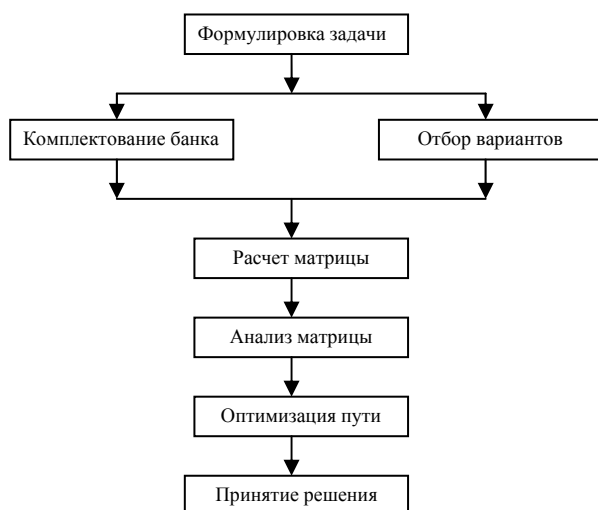 Формулировка задачи
Комплектование банка
Отбор вариантов
Расчет матрицы
Анализ матрицы
Оптимизация пути
Принятие решения